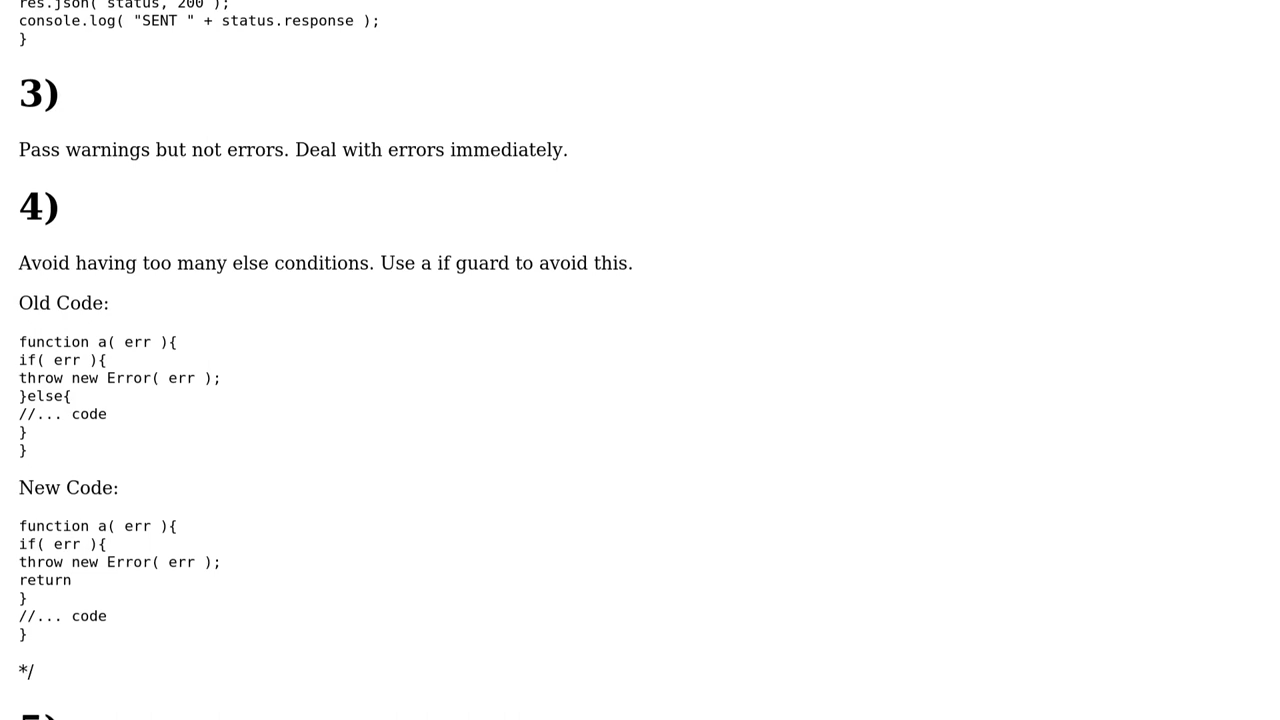 res.json( status, 200 );
console.log( "SENT " + status.response );
}
3)
Pass warnings but not errors. Deal with errors immediately.
4)
Avoid having too many else conditions. Use a if guard to avoid this.
Old Code:
function a( err ){
if( err ){
throw new Error( err );
}else{
//... code
}
}
New Code:
function a( err ){
if( err ){
throw new Error( err );
return
}
//... code
}
*/
5)